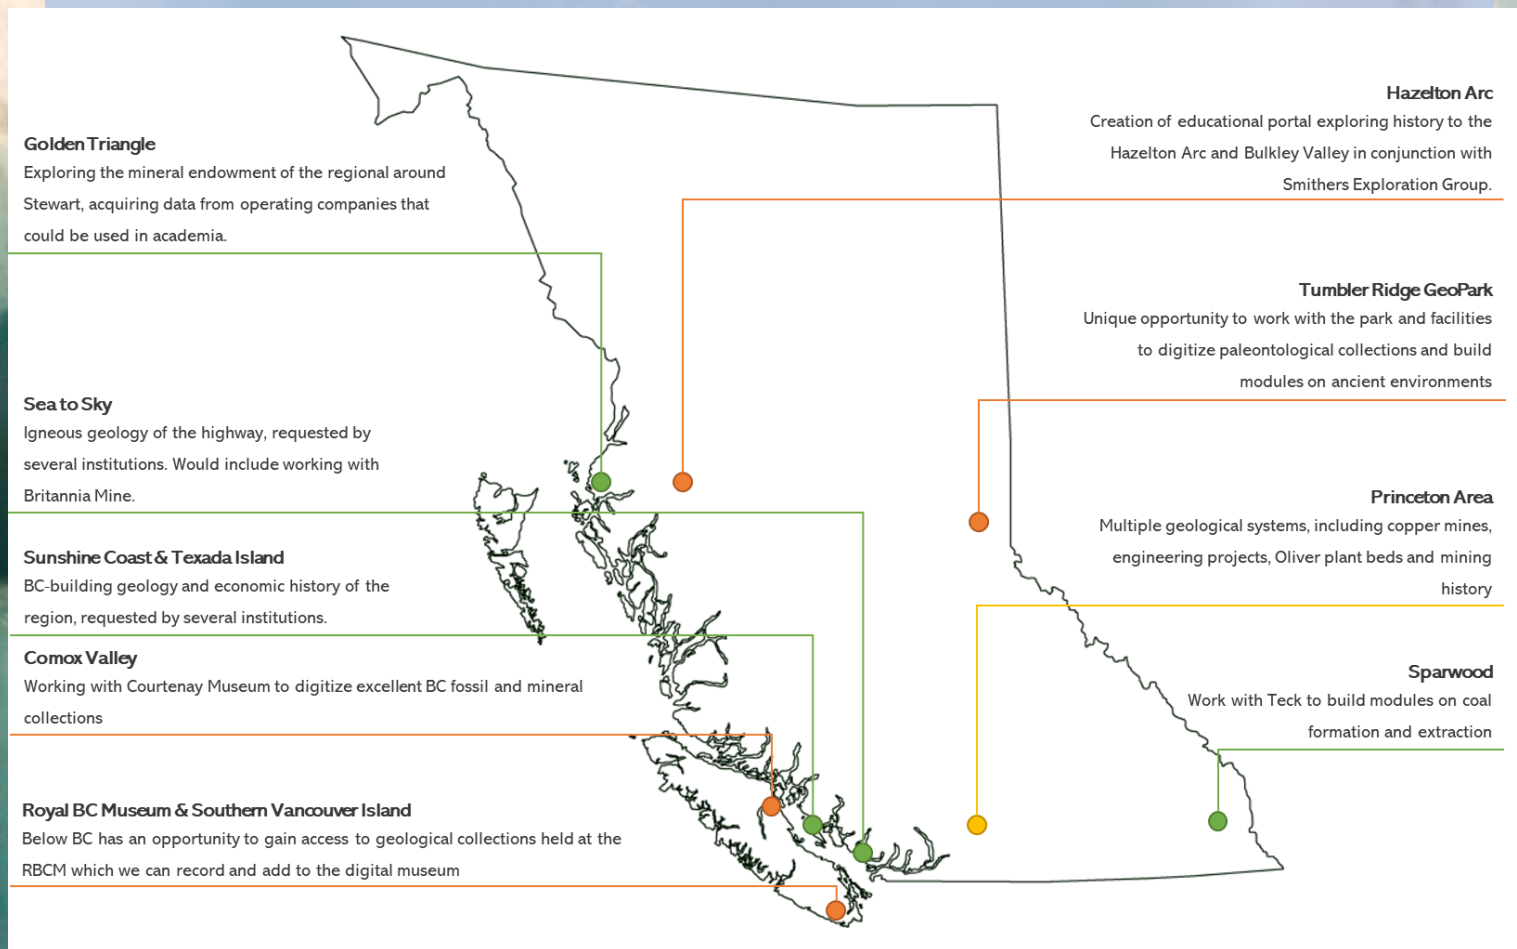 Golden Triangle
Exploring the mineral endowment of the regional around
Stewart, acquiring data from operating companies that
could be used in academia.
Sea to Sky
Igneous geology of the highway, requested by
several institutions. Would include working with
Britannia Mine.
Sunshine Coast & Texada Island
BC-building geology and economic history of the
region, requested by several institutions.
Comox Valley
Working with Courtenay Museum to digitize excellent BC fossil and mineral
collections
Royal BC Museum & Southern Vancouver Island
Below BC has an opportunity to gain access to geological collections held at the
RBCM which we can record and add to the digital museum
Hazelton Arc
Creation of educational portal exploring history to the
Hazelton Arc and Bulkley Valley in conjunction with
Smithers Exploration Group.
Tumbler Ridge GeoPark
Unique opportunity to work with the park and facilities
to digitize paleontological collections and build
modules on ancient environments
Princeton Area
Multiple geological systems, including copper mines,
engineering projects, Oliver plant beds and mining
history
Sparwood
Work with Teck to build modules on coal
formation and extraction